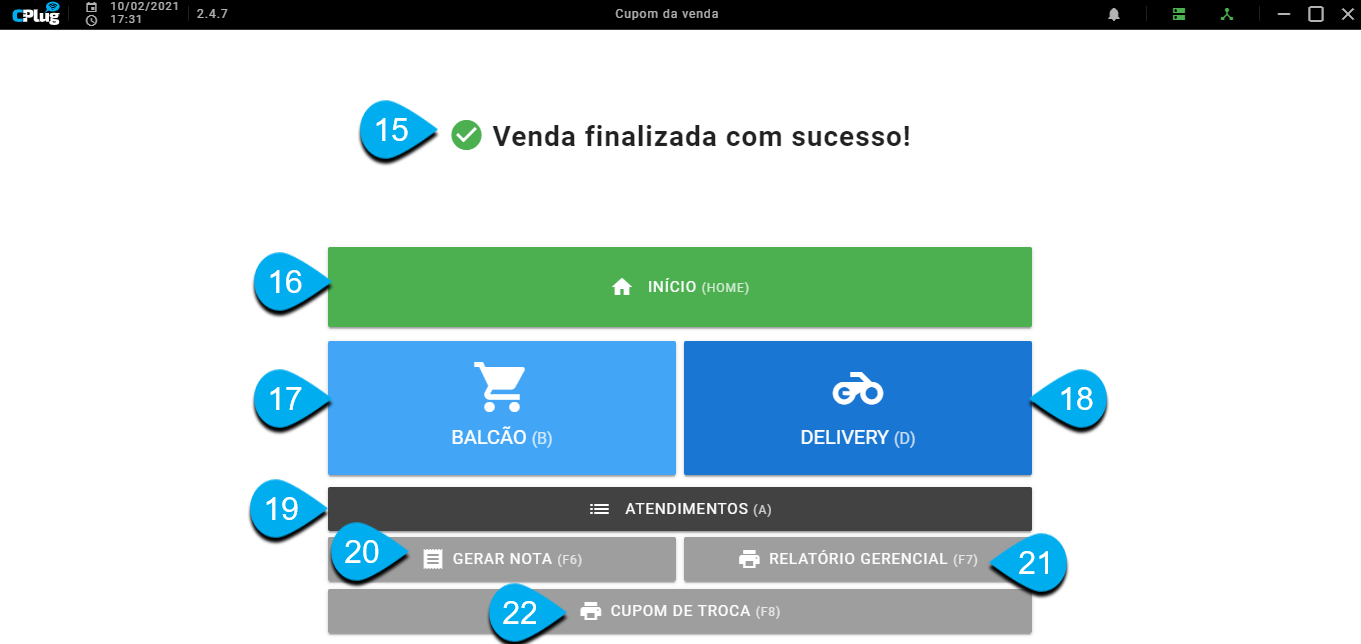 CPlug 10/02/2021 2.4.7 Cupom da venda
17:31
15 Venda finalizada com sucesso!
16 INÍCIO (HOME)
17 BALCÃO (B) DELIVERY (D) 18
19 ATENDIMENTOS (A)
20 GERAR NOTA (F6) RELATÓRIO GERENCIAL (F7) 21
22 CUPOM DE TROCA (F8)